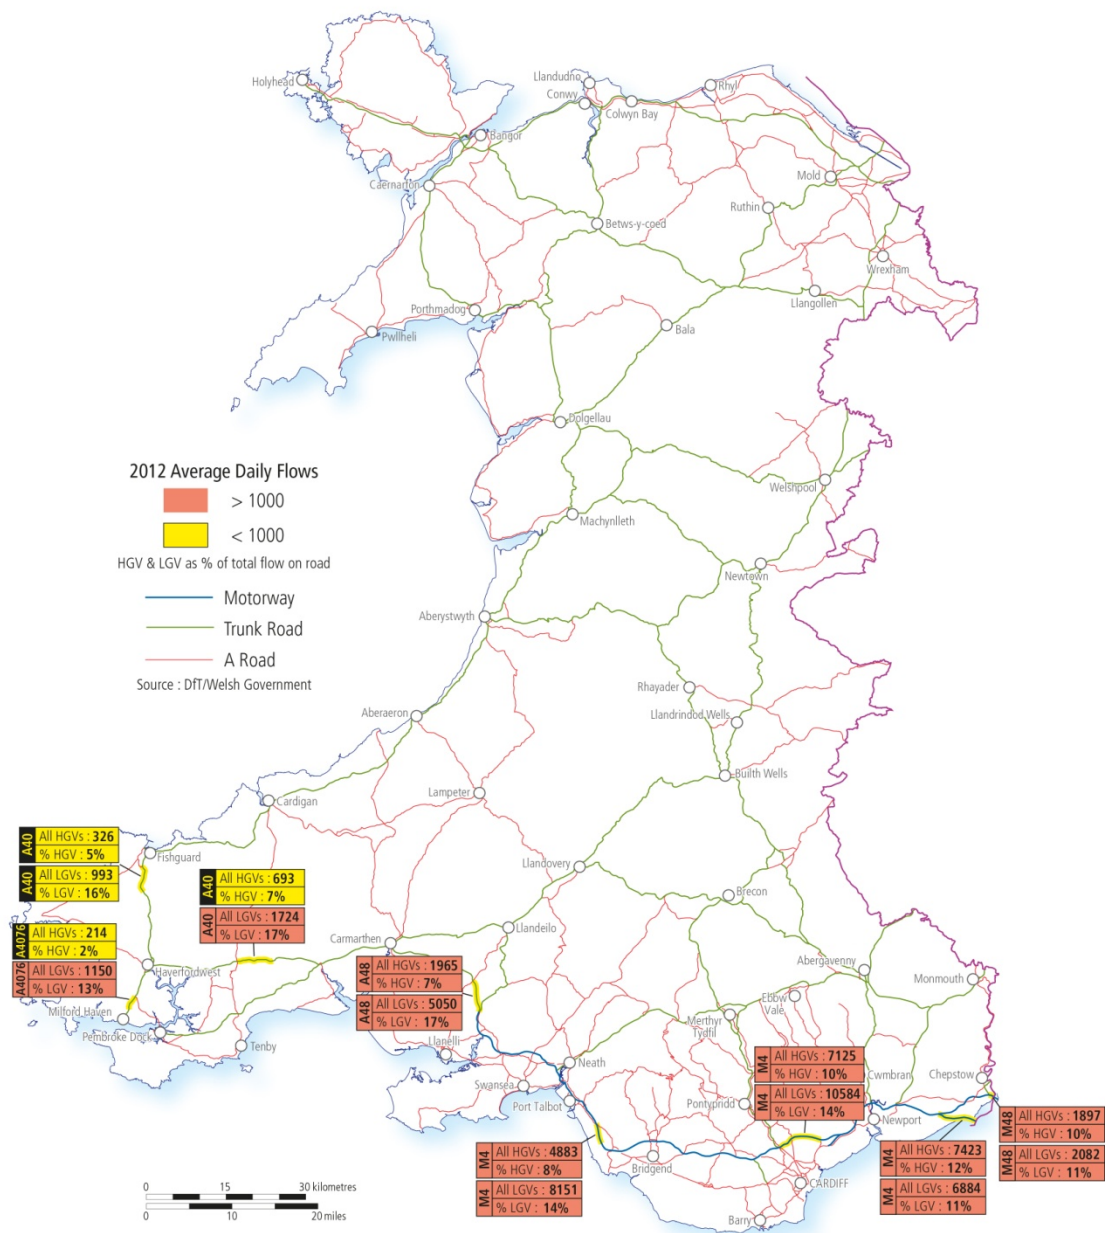 Holyhead
Bangor
Caernarfon
Llandudno
Conwy
Colwyn Bay
Rhyl
Mold
Ruthin
Betws-y-coed
Wrexham
Llangollen
Porthmadog
Pwllheli
Bala
Dolgellau
2012 Average Daily Flows
> 1000
< 1000
HGV & LGV as % of total flow on road
Motorway
Trunk Road
A Road
Source : DfT/Welsh Government
Welshpool
Machynlleth
Newtown
Aberystwyth
Rhayader
Llandrindod Wells
Aberaeron
Builth Wells
Lampeter
Cardigan
A40 All HGVs : 326
% HGV : 5%
A40 All LGVs : 993
% LGV : 16%
Fishguard
A40 All HGVs : 693
% HGV : 7%
A40 All LGVs : 1724
% LGV : 17%
Llandovery
Brecon
A4076 All HGVs : 214
% HGV : 2%
A4076 All LGVs : 1150
% LGV : 13%
Haverfordwest
Milford Haven
Pembroke Dock
Tenby
Carmarthen
Llandeilo
A48 All HGVs : 1965
% HGV : 7%
A48 All LGVs : 5050
% LGV : 17%
Llanelli
Swansea
Neath
Port Talbot
Abergavenny
Monmouth
Ebbw
Vale
Merthyr
Tydfil
M4 All HGVs : 7125
% HGV : 10%
M4 All LGVs : 10584
% LGV : 14%
Cwmbran
Chepstow
Pontypridd
Newport
M48 All HGVs : 1897
% HGV : 10%
M48 All LGVs : 2082
% LGV : 11%
M4 All HGVs : 4883
% HGV : 8%
M4 All LGVs : 8151
% LGV : 14%
Bridgend
M4 All HGVs : 7423
% HGV : 12%
M4 All LGVs : 6884
% LGV : 11%
CARDIFF
Barry
0 15 30 kilometres
0 10 20 miles